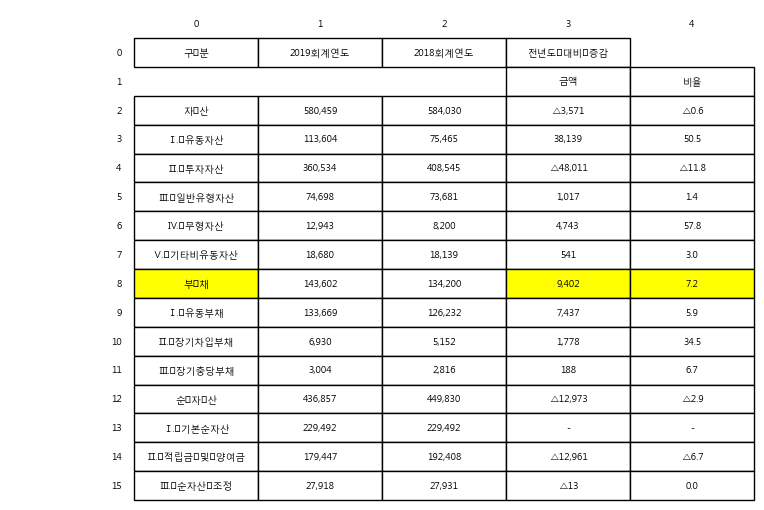 0 1 2 3 4
0 구 분 2019회계연도 2018회계연도 전년도 대비 증감
1 금액 비율
2 자 산 580,459 584,030 △3,571 △0.6
3 Ⅰ. 유동자산 113,604 75,465 38,139 50.5
4 Ⅱ. 투자자산 360,534 408,545 △48,011 △11.8
5 Ⅲ. 일반유형자산 74,698 73,681 1,017 1.4
6 Ⅳ. 무형자산 12,943 8,200 4,743 57.8
7 Ⅴ. 기타비유동자산 18,680 18,139 541 3.0
8 부 채 143,602 134,200 9,402 7.2
9 Ⅰ. 유동부채 133,669 126,232 7,437 5.9
10 Ⅱ. 장기차입부채 6,930 5,152 1,778 34.5
11 Ⅲ. 장기충당부채 3,004 2,816 188 6.7
12 순 자 산 436,857 449,830 △12,973 △2.9
13 Ⅰ. 기본순자산 229,492 229,492 - -
14 Ⅱ. 적립금 및 잉여금 179,447 192,408 △12,961 △6.7
15 Ⅲ. 순자산 조정 27,918 27,931 △13 0.0